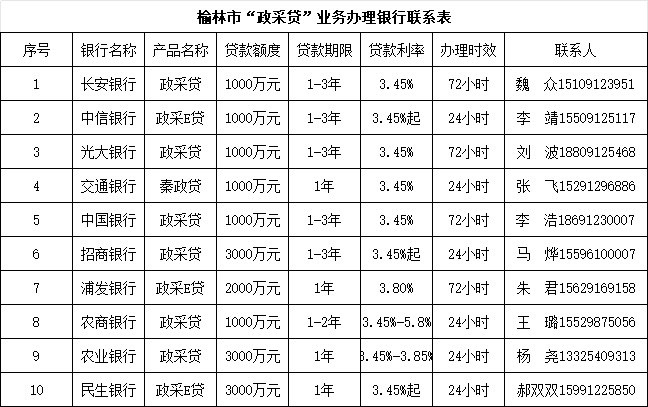 榆林市“政采贷”业务办理银行联系表
序号 银行名称 产品名称 贷款额度 贷款期限 贷款利率 办理时效 联系人
1 长安银行 政采贷 1000万元 1-3年 3.45% 72小时 魏 众15109123951
2 中信银行 政采E贷 1000万元 1-3年 3.45%起 24小时 李 靖15509125117
3 光大银行 政采贷 1000万元 1-3年 3.45% 72小时 刘 波18809125468
4 交通银行 秦政贷 1000万元 1年 3.45% 24小时 张 飞15291296886
5 中国银行 政采贷 1000万元 1-3年 3.45% 72小时 李 浩18691230007
6 招商银行 政采贷 3000万元 1-3年 3.45%起 24小时 马 烨15596100007
7 浦发银行 政采E贷 2000万元 1年 3.80% 72小时 朱 君15629169158
8 农商银行 政采贷 1000万元 1-2年 3.45%-5.8% 24小时 王 璐15529875056
9 农业银行 政采贷 3000万元 1年 3.45%-3.85% 24小时 杨 尧13325409313
10 民生银行 政采E贷 3000万元 1年 3.45%起 24小时 郝双双15991225850